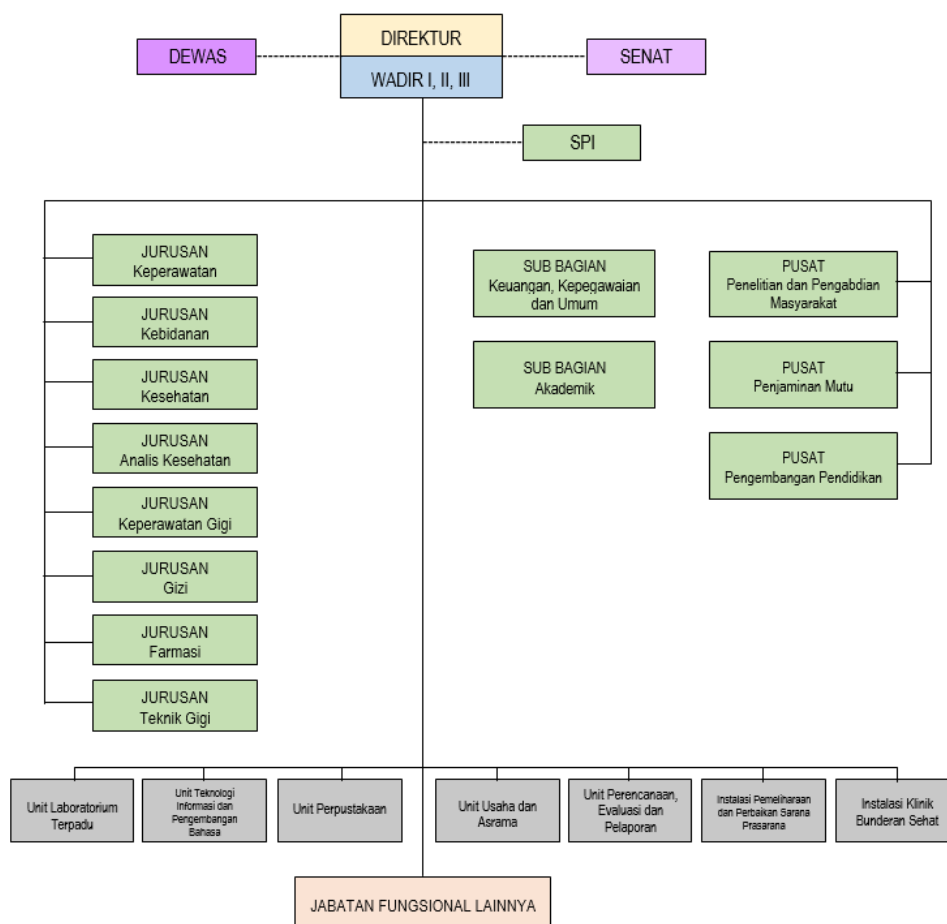 DIREKTUR
DEWAS
SENAT
WADIR I, II, III
SPI
JURUSAN
Keperawatan
JURUSAN
Kebidanan
JURUSAN
Kesehatan
JURUSAN
Analis Kesehatan
JURUSAN
Keperawatan Gigi
JURUSAN
Gizi
JURUSAN
Farmasi
JURUSAN
Teknik Gigi
SUB BAGIAN
Keuangan, Kepegawaian
dan Umum
SUB BAGIAN
Akademik
PUSAT
Penelitian dan Pengabdian
Masyarakat
PUSAT
Penjaminan Mutu
PUSAT
Pengembangan Pendidikan
Unit Laboratorium
Terpadu
Unit Teknologi
Informasi dan
Pengembangan
Bahasa
Unit Perpustakaan
Unit Usaha dan
Asrama
Unit Perencanaan,
Evaluasi dan
Pelaporan
Instalasi Pemeliharaan
dan Perbaikan Sarana
Prasarana
Instalasi Klinik
Bunderan Sehat
JABATAN FUNGSIONAL LAINNYA